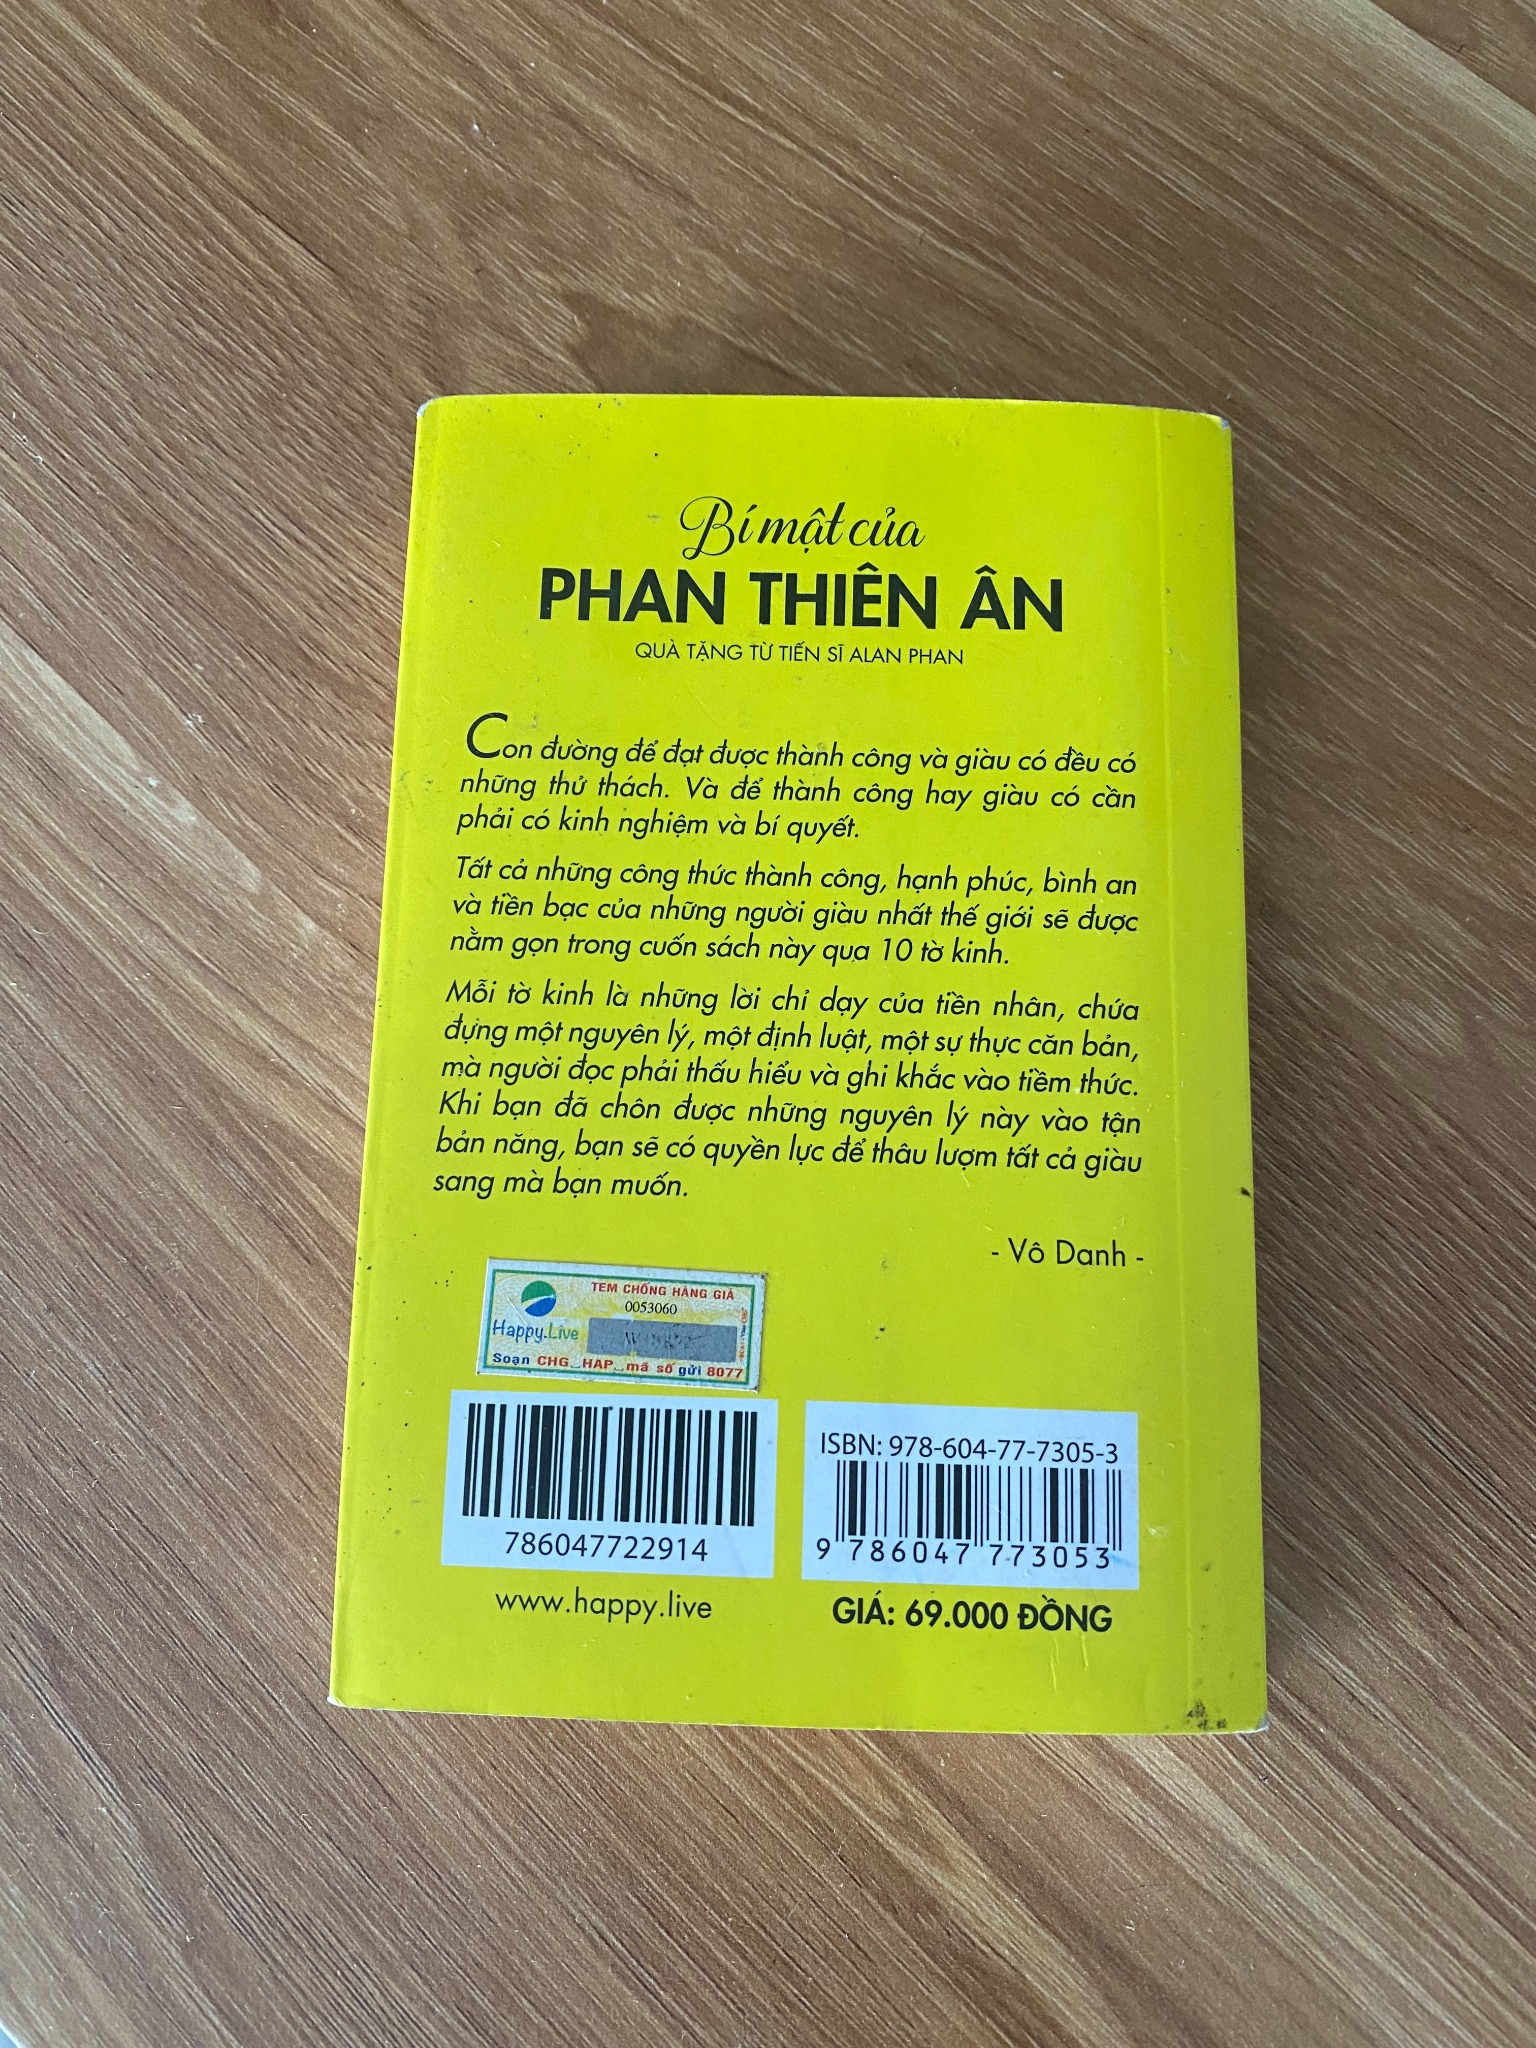 Bí mật của
PHAN THIÊN ÂN
QUÀ TẶNG TỪ TIẾN SĨ ALAN PHAN
Con đường để đạt được thành công và giàu có đều có
những thử thách. Và để thành công hay giàu có cần
phải có kinh nghiệm và bí quyết.
Tất cả những công thức thành công, hạnh phúc, bình an
và tiền bạc của những người giàu nhất thế giới sẽ được
nằm gọn trong cuốn sách này qua 10 tờ kinh.
Mỗi tờ kinh là những lời chỉ dạy của tiền nhân, chứa
đựng một nguyên lý, một định luật, một sự thực căn bản,
mà người đọc phải thấu hiểu và ghi khắc vào tiềm thức.
Khi bạn đã chôn được những nguyên lý này vào tận
bản năng, bạn sẽ có quyền lực để thâu lượm tất cả giàu
sang mà bạn muốn.
- Vô Danh -
TEM CHỐNG HÀNG GIẢ
0053060
Happy.Live
Soạn CHG_HAP_mã số gửi 8077
786047722914
www.happy.live
ISBN: 978-604-77-7305-3
9 786047 773053
GIÁ: 69.000 ĐỒNG